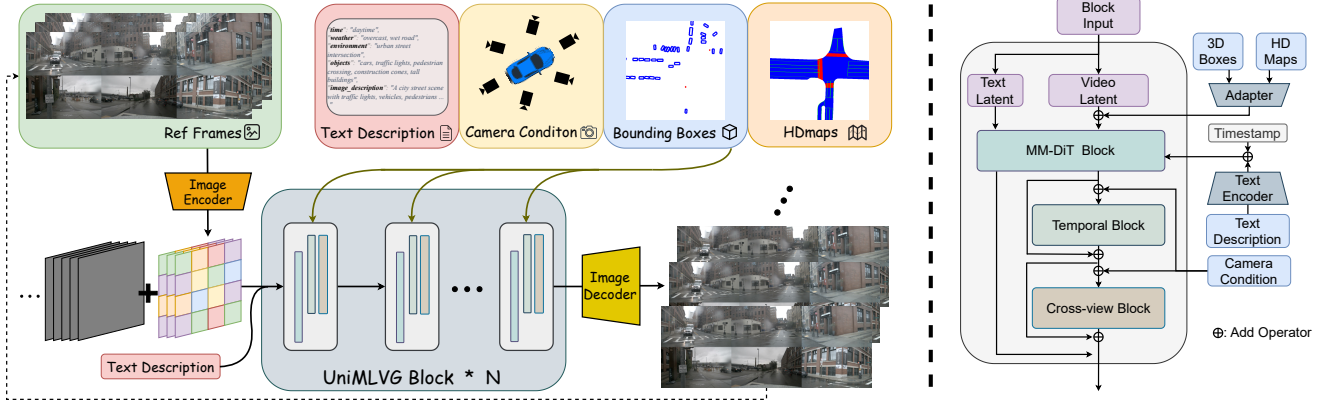 "time": "daytime",
"weather": "overcast, wet road",
"environment": "urban street
intersection",
"objects": "cars, traffic lights, pedestrian
crossing, construction cones, tall
buildings",
"image_description": "A city street scene
with traffic lights, vehicles, pedestrians ...
"
Ref Frames
Text Description
Camera Conditon
Bounding Boxes
HDmaps
Image
Encoder
Text Description
UniMLVG Block * N
Image
Decoder
Block
Input
Text
Latent
Video
Latent
3D
Boxes
HD
Maps
Adapter
Timestamp
MM-DiT Block
Text
Encoder
Temporal Block
Text
Description
Camera
Condition
Cross-view Block
⊕: Add Operator